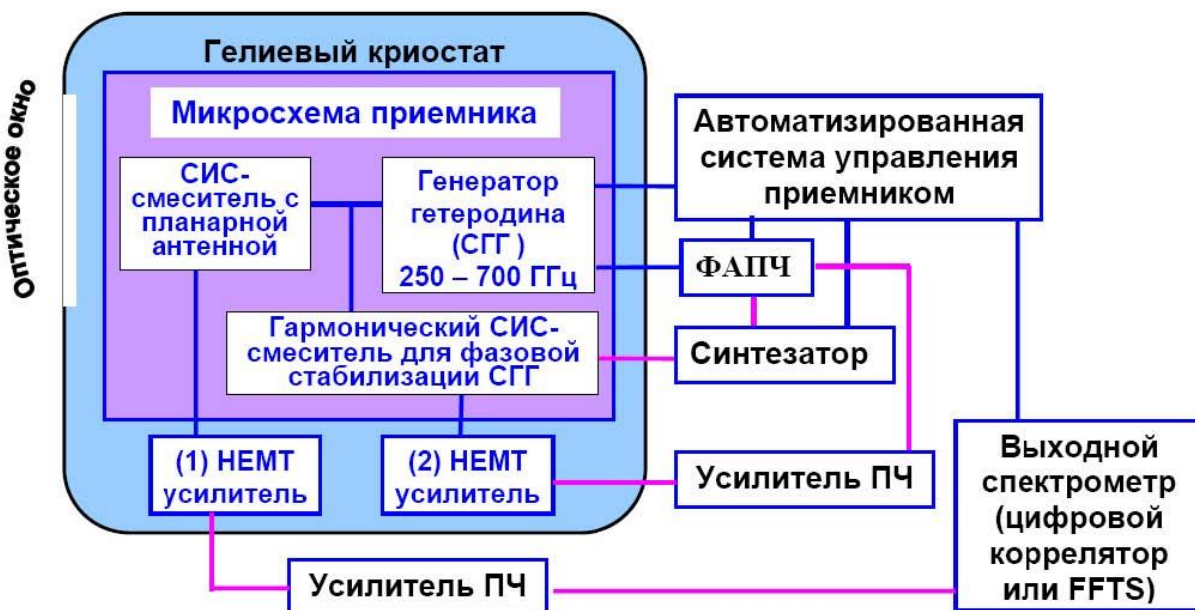 Гелиевый криостат
Оптическое окно
Микросхема приемника
СИС-
смеситель с
планарной
антенной
Генератор
гетеродина
(СГГ )
250 – 700 ГГц
Автоматизированная
система управления
приемником
ФАПЧ
Гармонический СИС-
смеситель для фазовой
стабилизации СГГ
Синтезатор
(1) НЕМТ
усилитель
(2) НЕМТ
усилитель
Усилитель ПЧ
Выходной
спектрометр
(цифровой
коррелятор
или FFTS)
Усилитель ПЧ